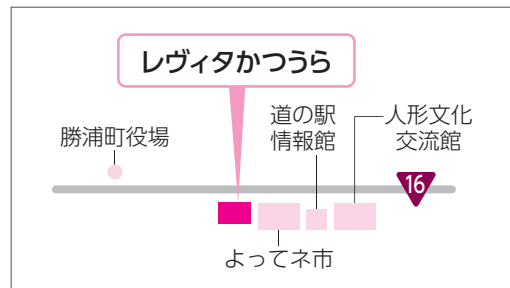 レヴィタかつうら
勝浦町役場
道の駅
情報館
人形文化
交流館
16
よってネ市